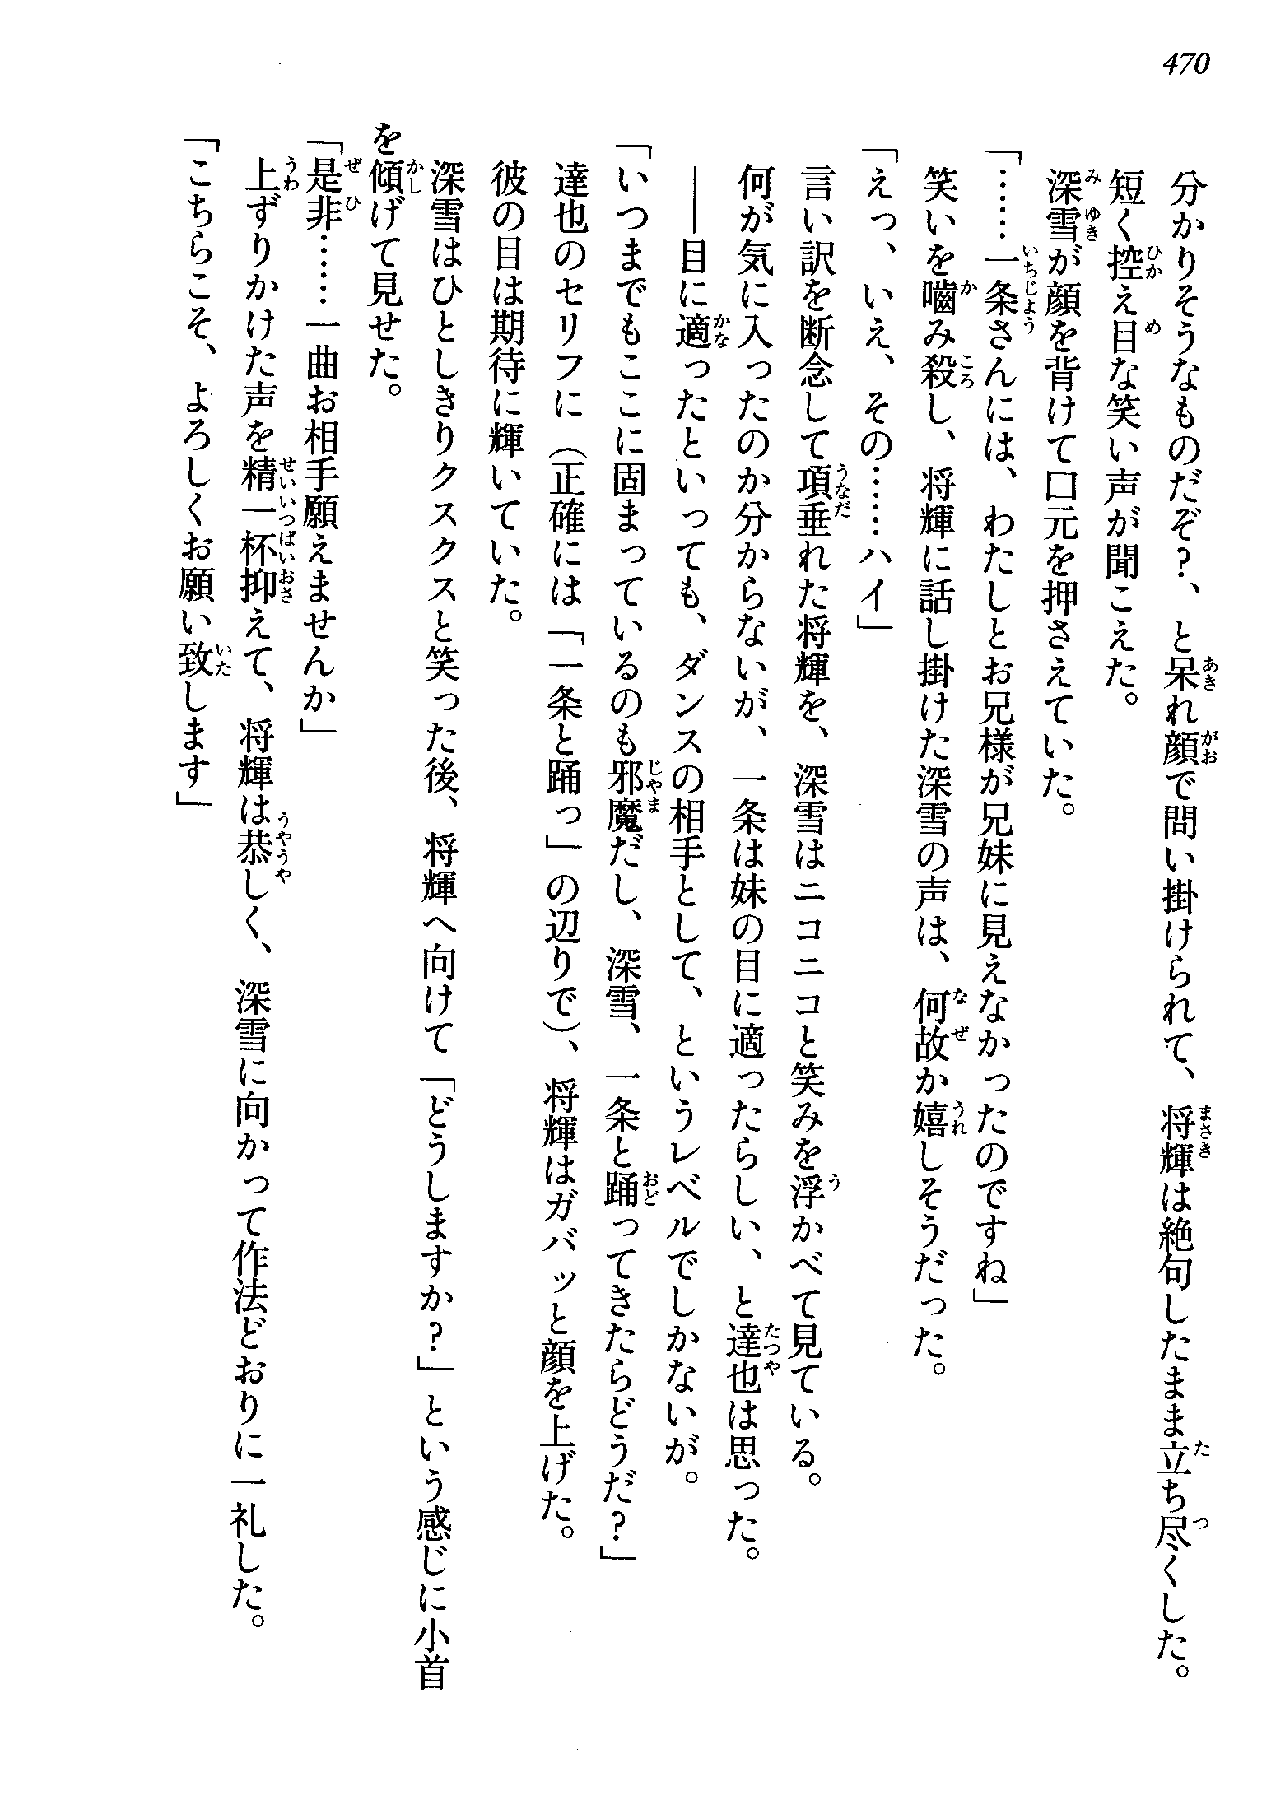 470
分かりそうなものだぞ？、と呆れ顔で問い掛けられて、将輝は絶句したまま立ち尽くした。
短く控え目な笑い声が聞こえた。
深雪が顔を背けて口元を押さえていた。
「……一条さんには、わたしとお兄様が兄妹に見えなかったのですね」
笑いを嚙み殺し、将輝に話し掛けた深雪の声は、何故か嬉しそうだった。
「えっ、いえ、その……ハイ」
言い訳を断念して項垂れた将輝を、深雪はニコニコと笑みを浮かべて見ている。
何が気に入ったのか分からないが、一条は妹の目に適ったらしい、と達也は思った。
――目に適ったといっても、ダンスの相手として、というレベルでしかないが。
「いつまでもここに固まっているのも邪魔だし、深雪、一条と踊ってきたらどうだ？」
達也のセリフに（正確には「一条と踊っ」の辺りで）、将輝はガバッと顔を上げた。
彼の目は期待に輝いていた。
深雪はひとしきりクスクスと笑った後、将輝へ向けて「どうしますか？」という感じに小首
を傾げて見せた。
「是非……一曲お相手願えませんか」
上ずりかけた声を精一杯抑えて、将輝は恭しく、深雪に向かって作法どおりに一礼した。
「こちらこそ、よろしくお願い致します」